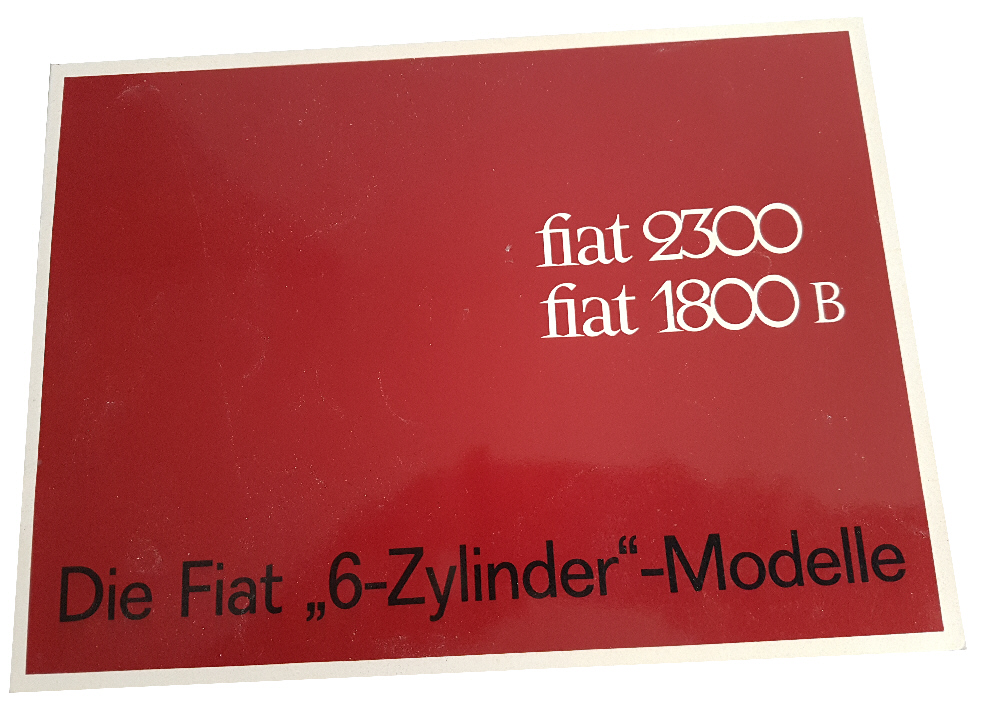 fiat 2300
fiat 1800 B
Die Fiat „6-Zylinder“-Modelle